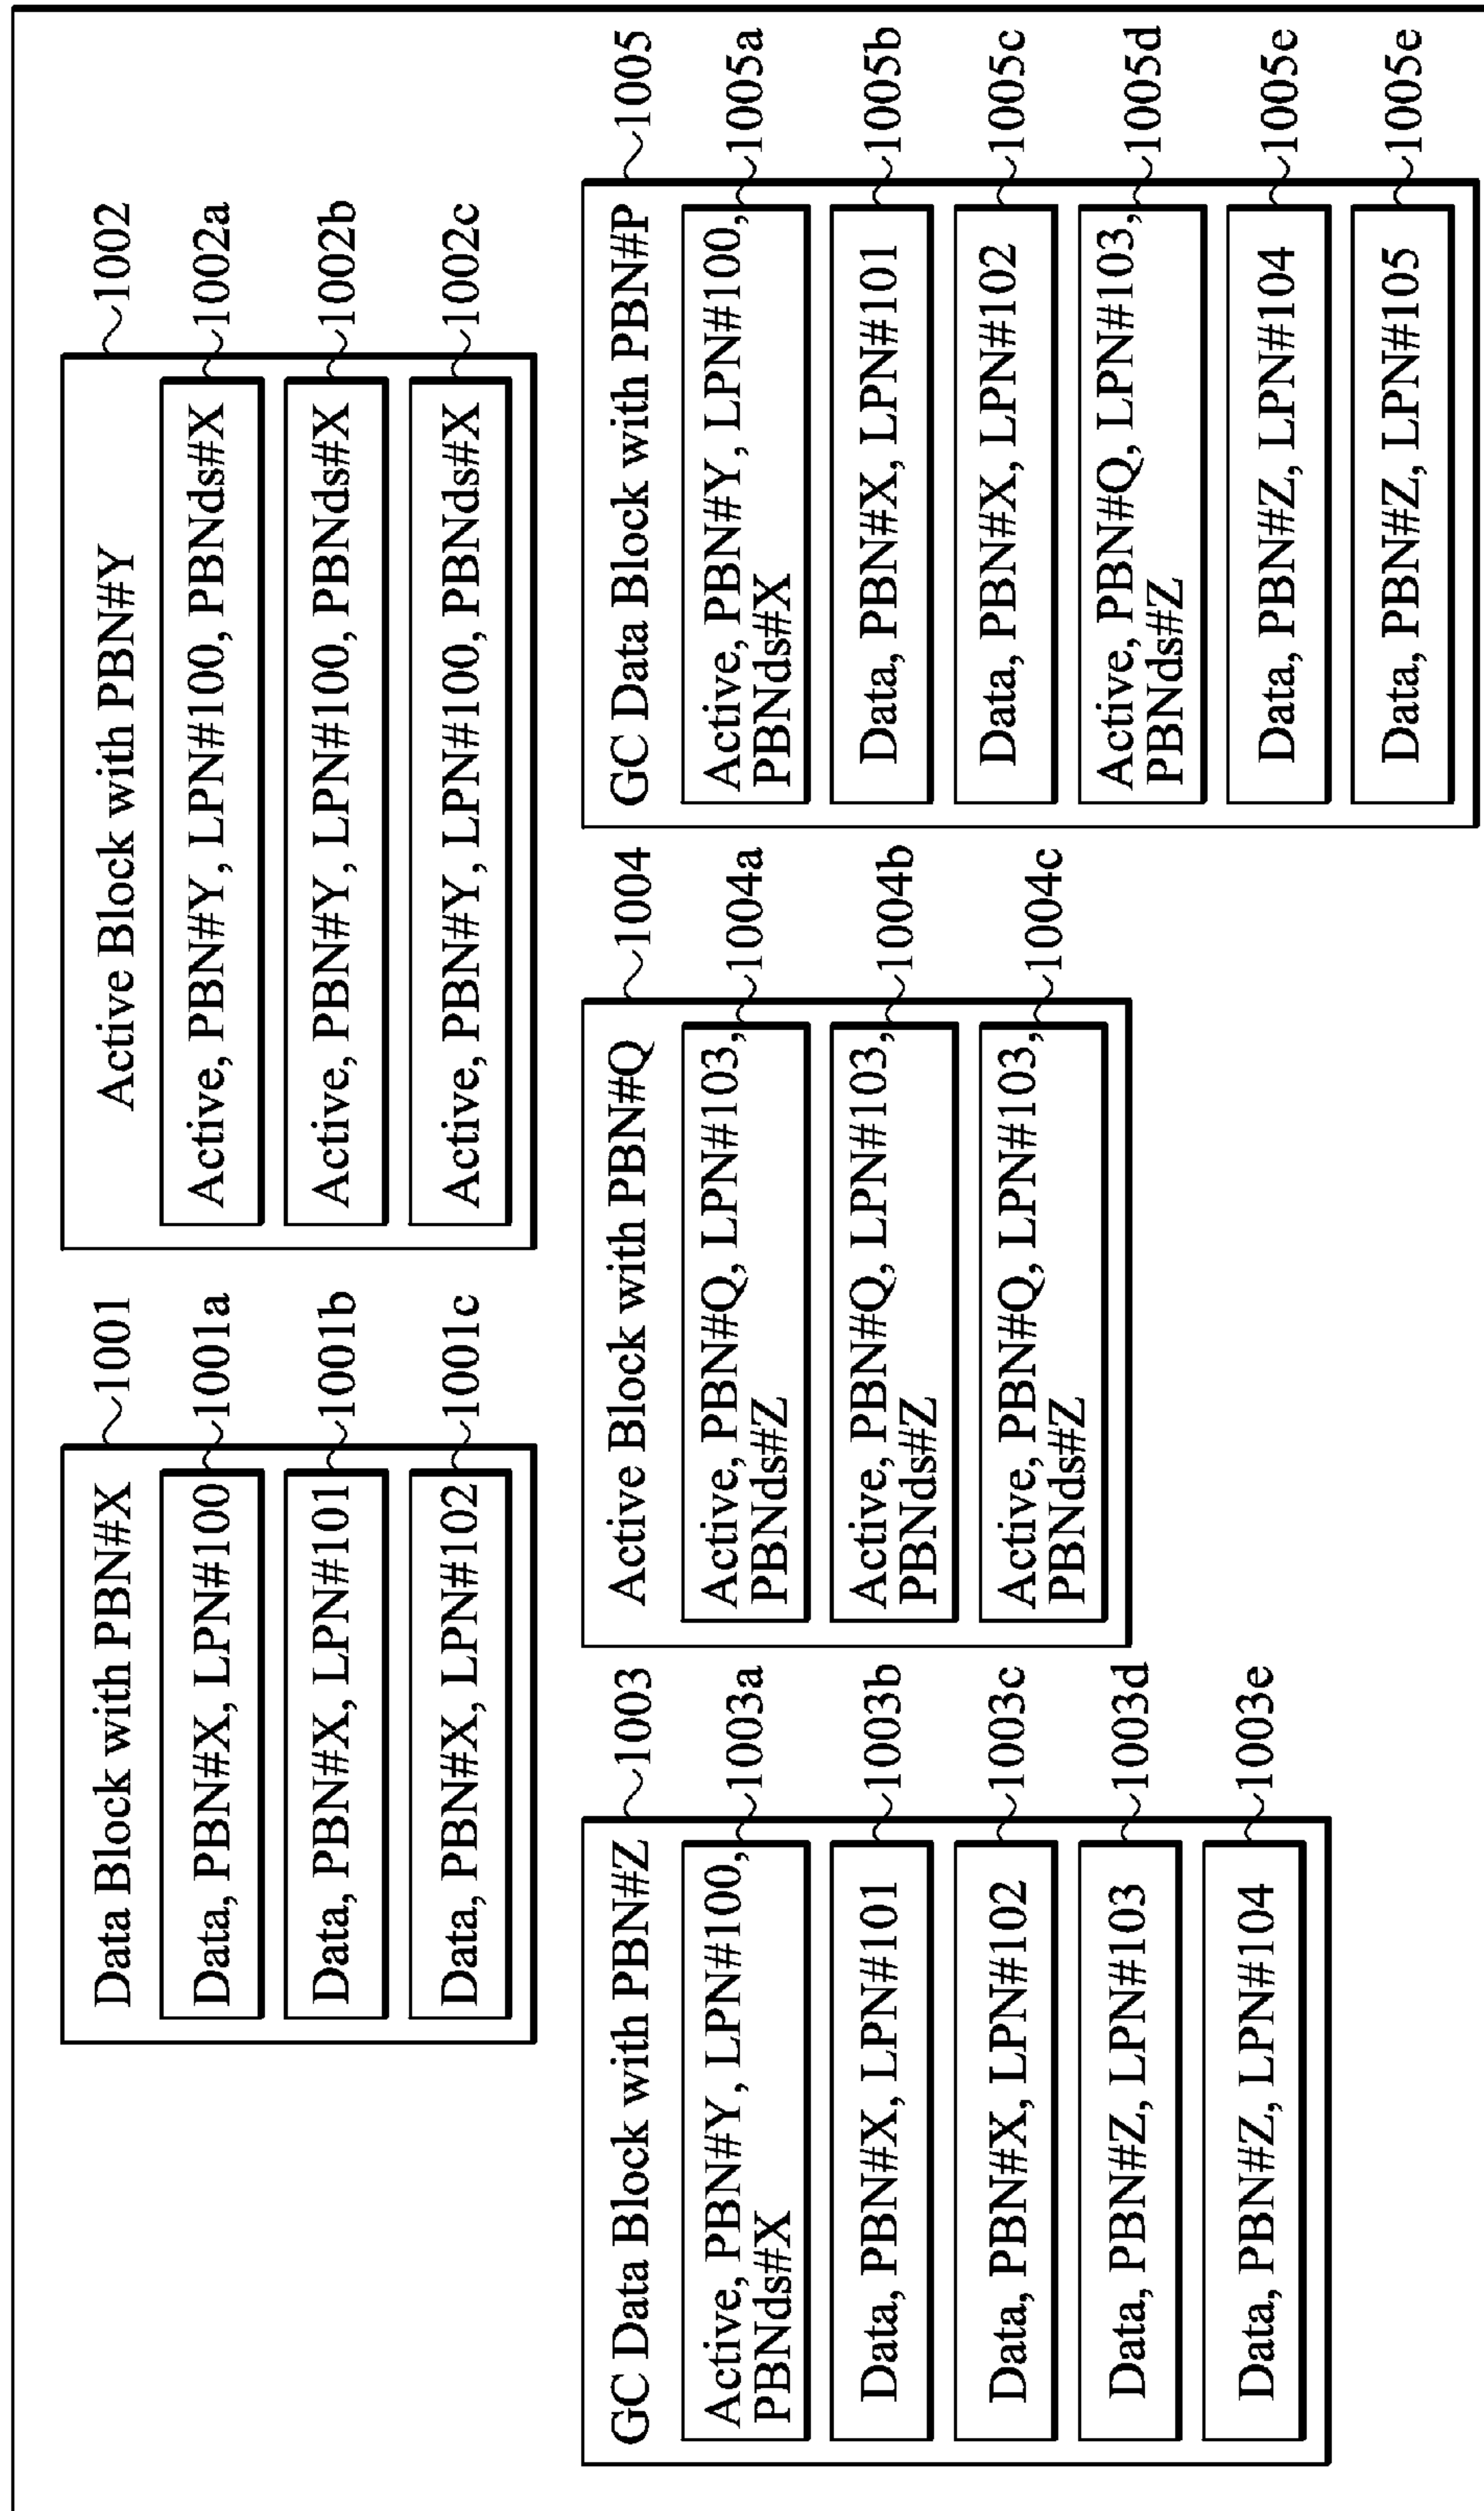 Data Block with PBN#X
1001
Data, PBN#X, LPN#100
1001a
Data, PBN#X, LPN#101
1001b
Data, PBN#X, LPN#102
1001c
Active Block with PBN#Y
1002
Active, PBN#Y, LPN#100, PBNds#X
1002a
Active, PBN#Y, LPN#100, PBNds#X
1002b
Active, PBN#Y, LPN#100, PBNds#X
1002c
GC Data Block with PBN#Z
1003
Active, PBN#Y, LPN#100,
PBNds#X
1003a
Data, PBN#X, LPN#101
1003b
Data, PBN#X, LPN#102
1003c
Data, PBN#Z, LPN#103
1003d
Data, PBN#Z, LPN#104
1003e
Active Block with PBN#Q
1004
Active, PBN#Q, LPN#103,
PBNds#Z
1004a
Active, PBN#Q, LPN#103,
PBNds#Z
1004b
Active, PBN#Q, LPN#103,
PBNds#Z
1004c
GC Data Block with PBN#P
1005
Active, PBN#Y, LPN#100,
PBNds#X
1005a
Data, PBN#X, LPN#101
1005b
Data, PBN#X, LPN#102
1005c
Active, PBN#Q, LPN#103,
PBNds#Z
1005d
Data, PBN#Z, LPN#104
1005e
Data, PBN#Z, LPN#105
1005e